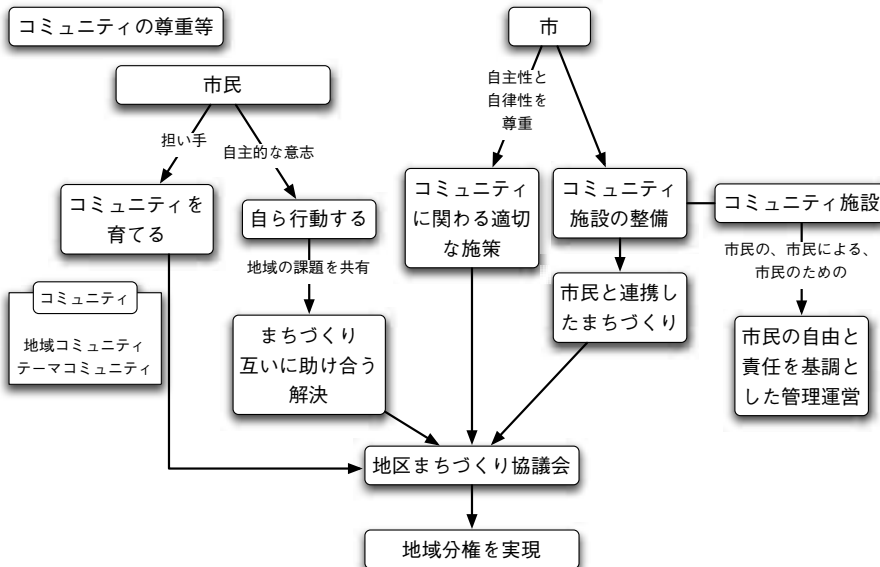 コミュニティの尊重等
市
市民
自主性と
自律性を
尊重
担い手
自主的な意志
コミュニティを
育てる
自ら行動する
コミュニティ
に関わる適切
な施策
コミュニティ
施設の整備
コミュニティ施設
地域の課題を共有
市民の、市民による、
市民のための
コミュニティ
地域コミュニティ
テーマコミュニティ
まちづくり
互いに助け合う
解決
市民と連携し
たまちづくり
市民の自由と
責任を基調と
した管理運営
地区まちづくり協議会
地域分権を実現